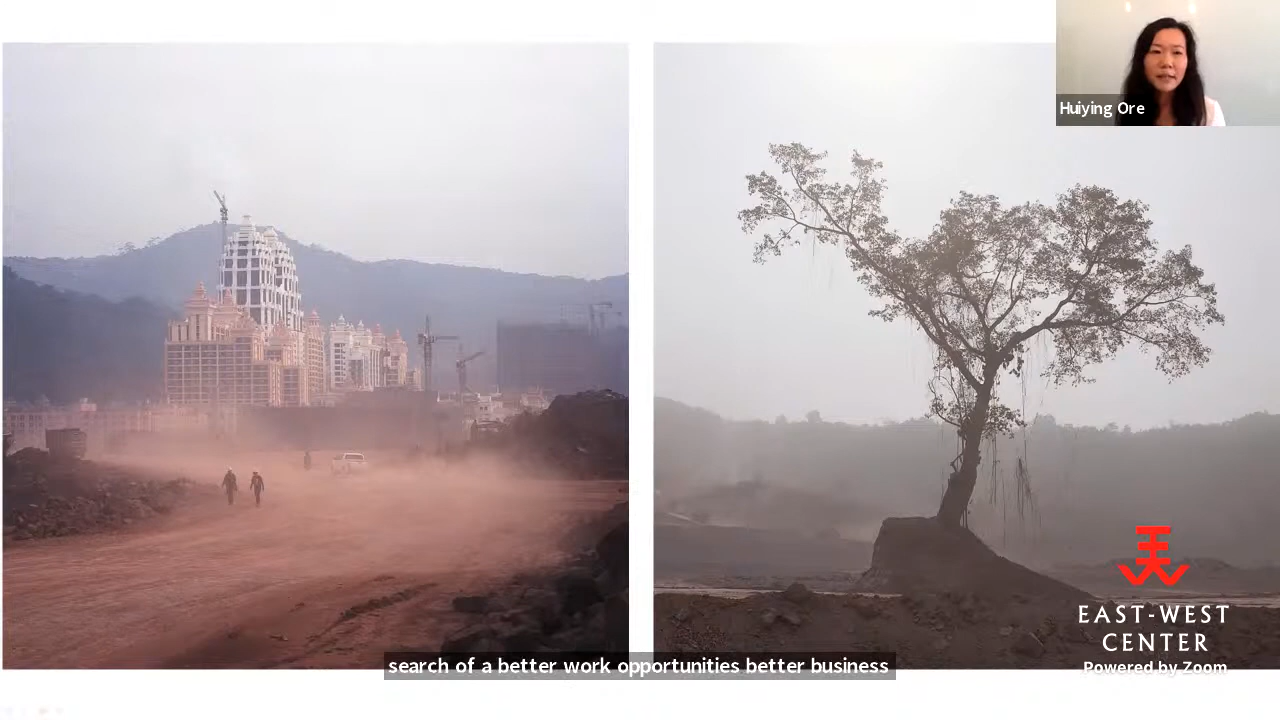 Huiying Ore
EAST-WEST
CENTER
search of a better work opportunities better business
Powered by Zoom